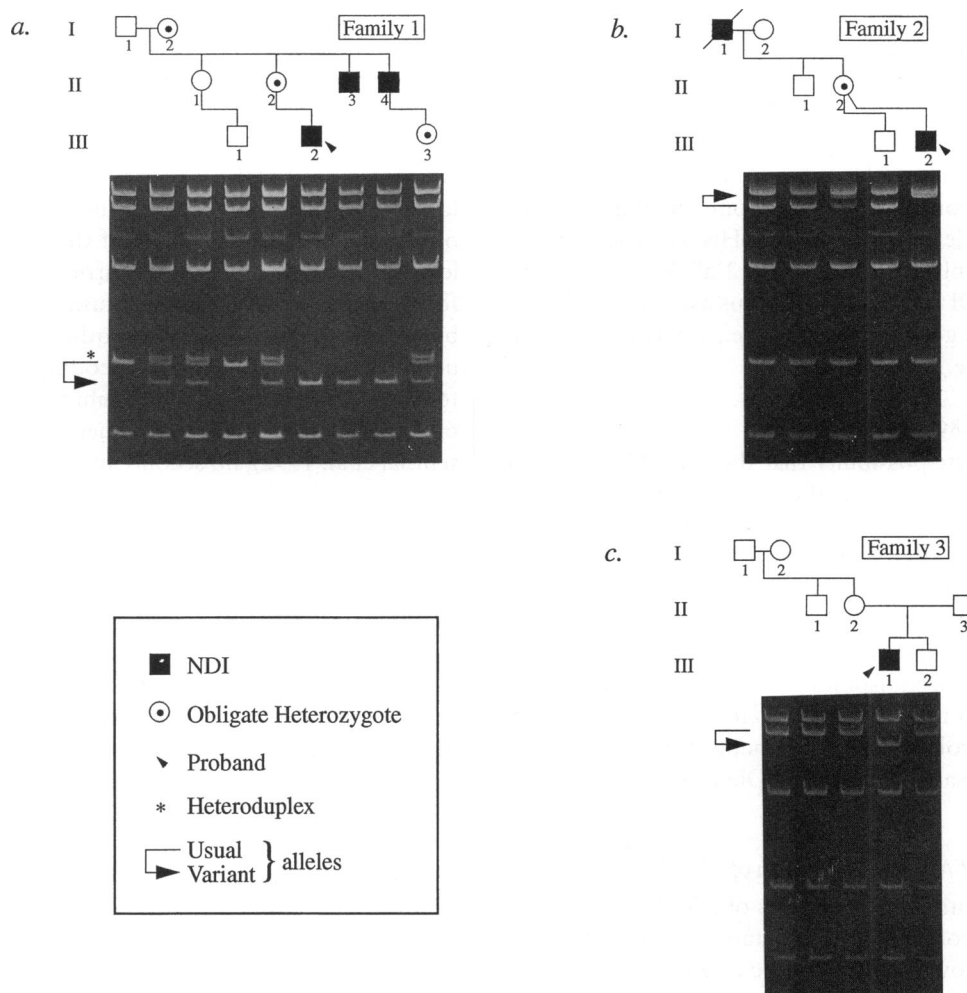 a. I Family 1
1 2
II
1 2 3 4
III
1 2 3
*
b. I Family 2
1 2
II
1 2
III
1 2
c. I Family 3
1 2
II
1 2 3
III
1 2
NDI
Obligate Heterozygote
Proband
* Heteroduplex
Usual
Variant } alleles